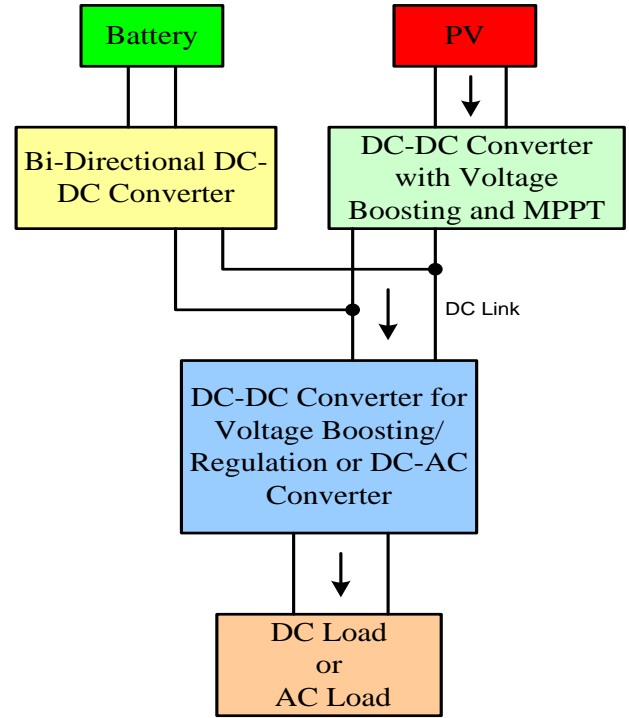 Battery
PV
Bi-Directional DC-
DC Converter
DC-DC Converter
with Voltage
Boosting and MPPT
DC Link
DC-DC Converter for
Voltage Boosting/
Regulation or DC-AC
Converter
DC Load
or
AC Load